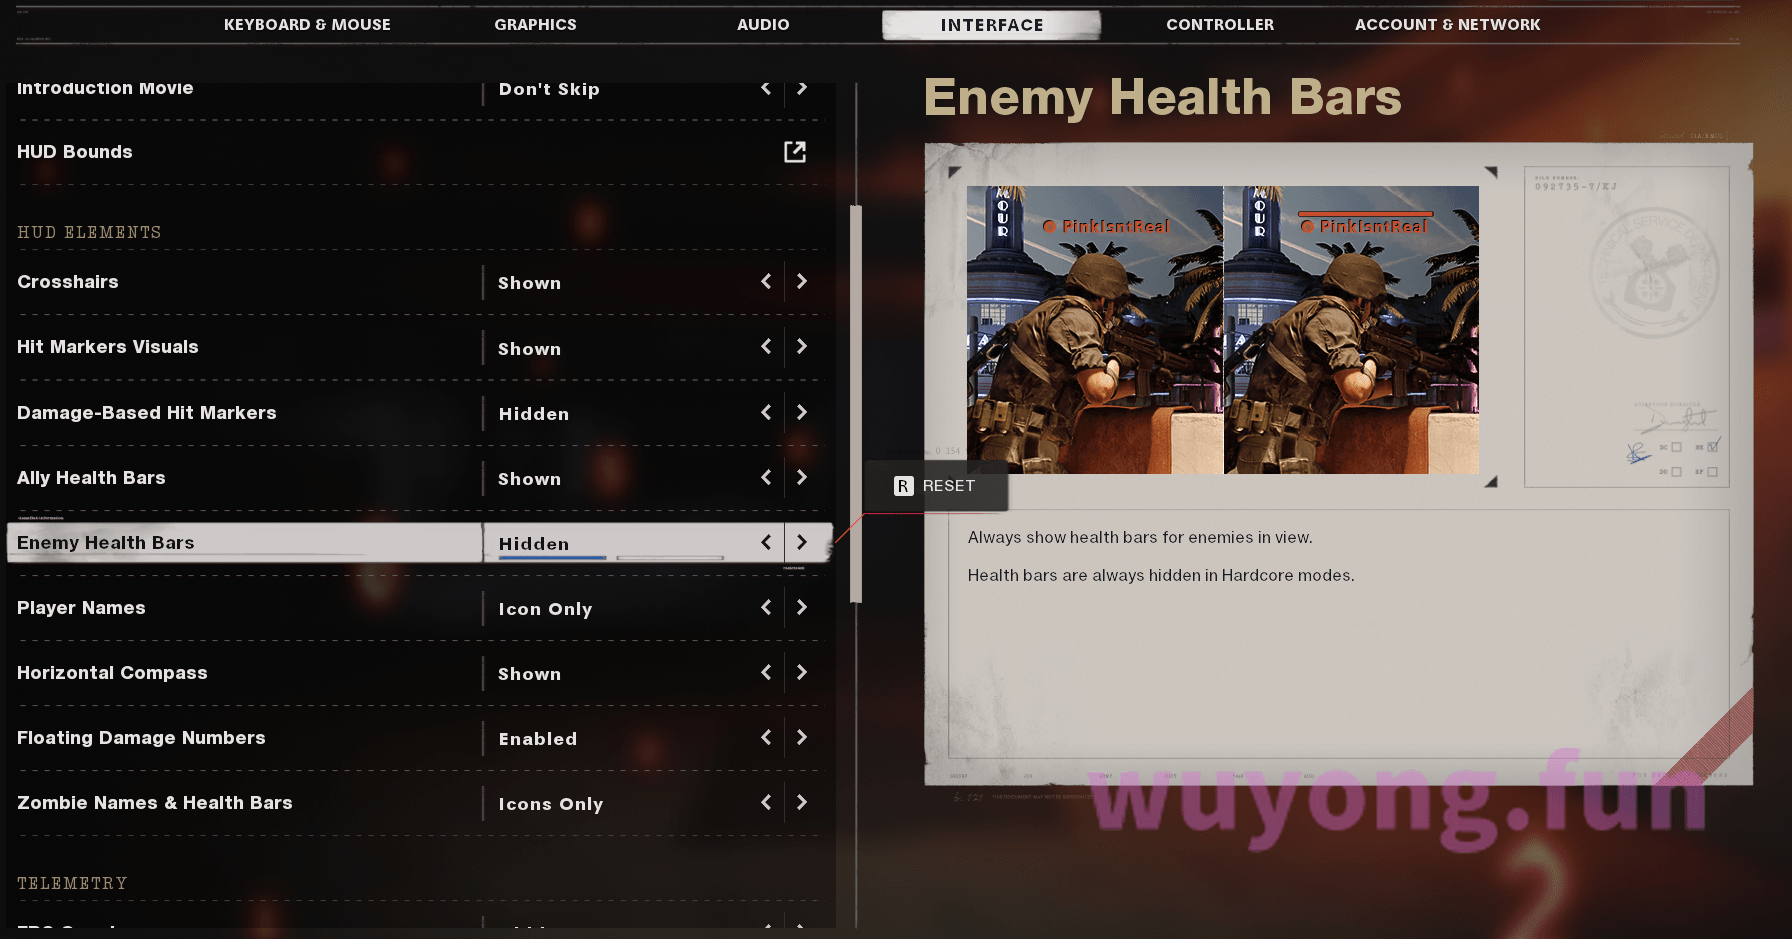 KEYBOARD & MOUSE
GRAPHICS
AUDIO
INTERFACE
CONTROLLER
ACCOUNT & NETWORK
Introduction Movie
Don't Skip
HUD Bounds
HUD ELEMENTS
Crosshairs
Shown
Hit Markers Visuals
Shown
Damage-Based Hit Markers
Hidden
Ally Health Bars
Shown
Enemy Health Bars
Hidden
Player Names
Icon Only
Horizontal Compass
Shown
Floating Damage Numbers
Enabled
Zombie Names & Health Bars
Icons Only
TELEMETRY
R RESET
Enemy Health Bars
PinkIsntReal
PinkIsntReal
092735-7/KJ
Always show health bars for enemies in view.
Health bars are always hidden in Hardcore modes.
wuyong.fun